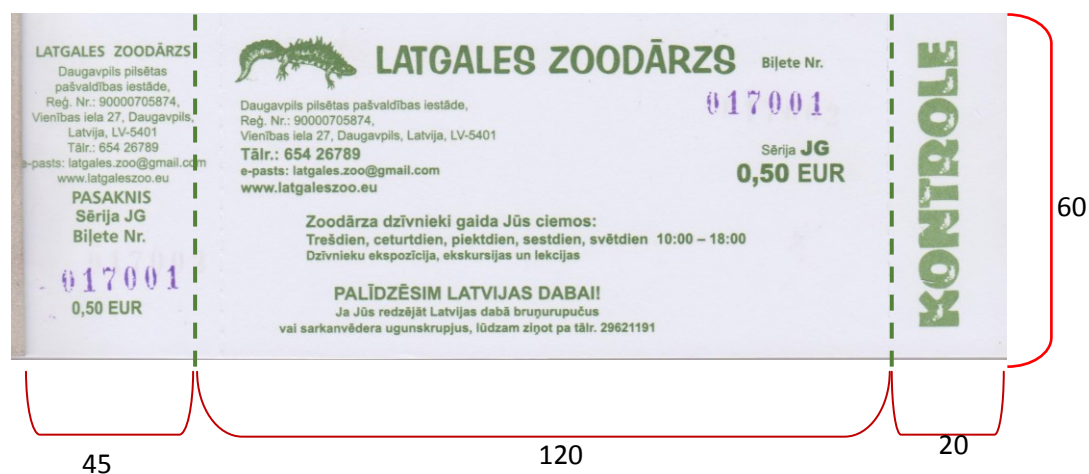 LATGALES ZOODĀRZS
Daugavpils pilsētas
pašvaldības iestāde,
Reģ. Nr.: 90000705874,
Vienības iela 27, Daugavpils,
Latvija, LV-5401
Tālr.: 654 26789
e-pasts: latgales.zoo@gmail.com
www.latgaleszoo.eu
PASAKNIS
Sērija JG
Biļete Nr.
017001
0,50 EUR
LATGALES ZOODĀRZS
Biļete Nr.
017001
Daugavpils pilsētas pašvaldības iestāde,
Reģ. Nr.: 90000705874,
Vienības iela 27, Daugavpils, Latvija, LV-5401
Tālr.: 654 26789
e-pasts: latgales.zoo@gmail.com
www.latgaleszoo.eu
Sērija JG
0,50 EUR
Zoodārza dzīvnieki gaida Jūs ciemos:
Trešdien, ceturtdien, piektdien, sestdien, svētdien 10:00 – 18:00
Dzīvnieku ekspozīcija, ekskursijas un lekcijas
PALĪDZĒSIM LATVIJAS DABAI!
Ja Jūs redzējāt Latvijas dabā bruņurupučus
vai sarkanvēdera ugunskrupjus, lūdzam ziņot pa tālr. 29621191
KONTROLE
60
45
120
20